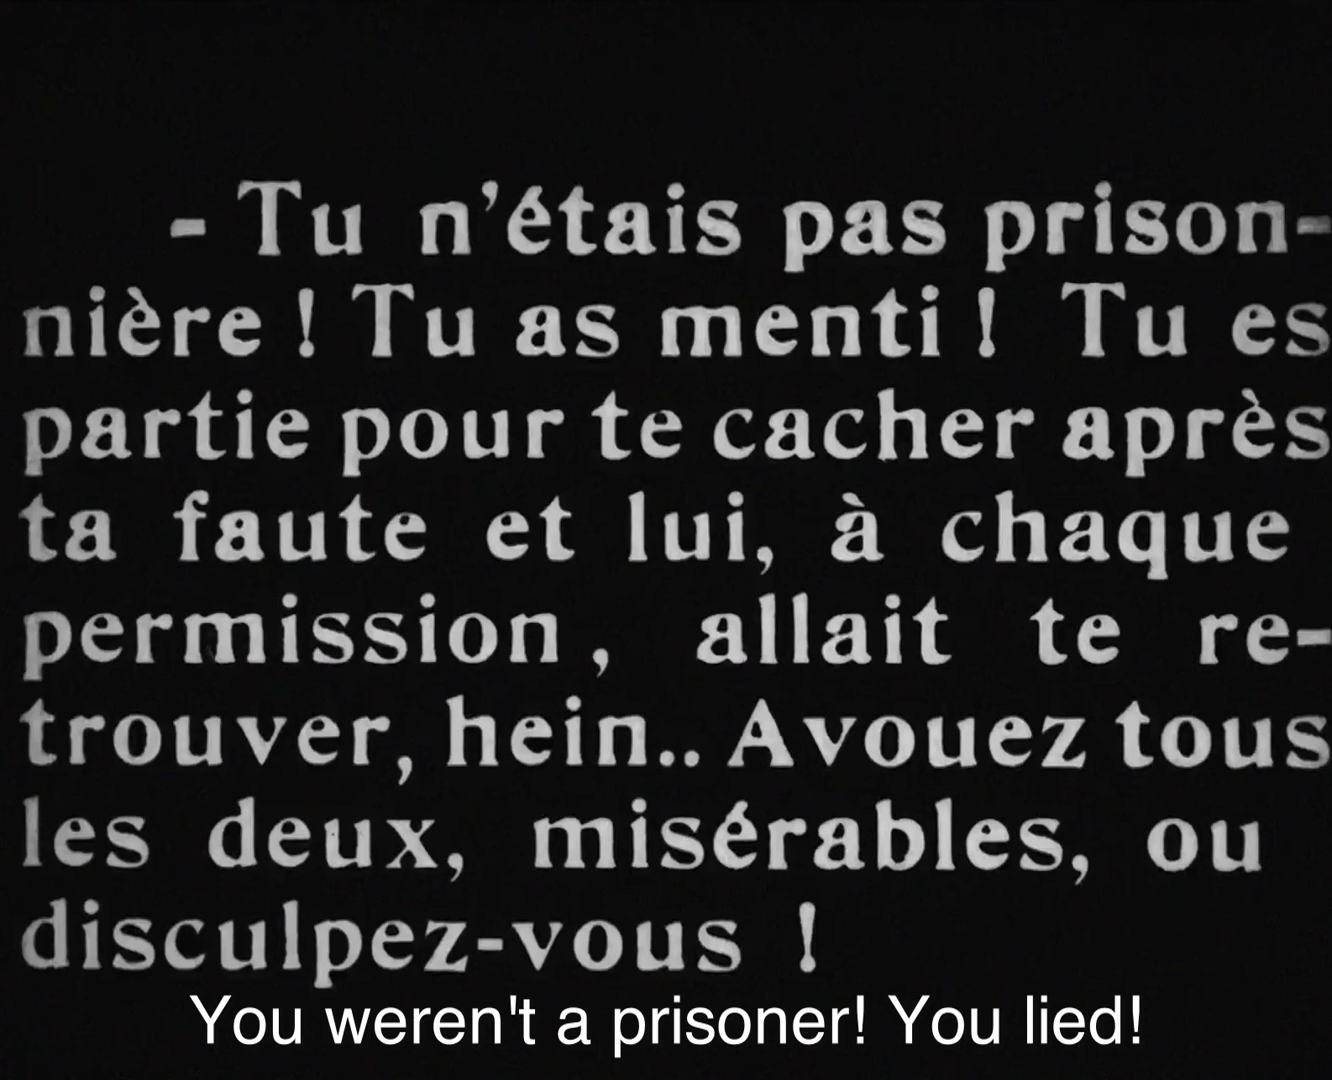 - Tu n'étais pas prison-
nière ! Tu as menti ! Tu es
partie pour te cacher après
ta faute et lui, à chaque
permission, allait te re-
trouver, hein.. Avouez tous
les deux, misérables, ou
disculpez-vous !
You weren't a prisoner! You lied!